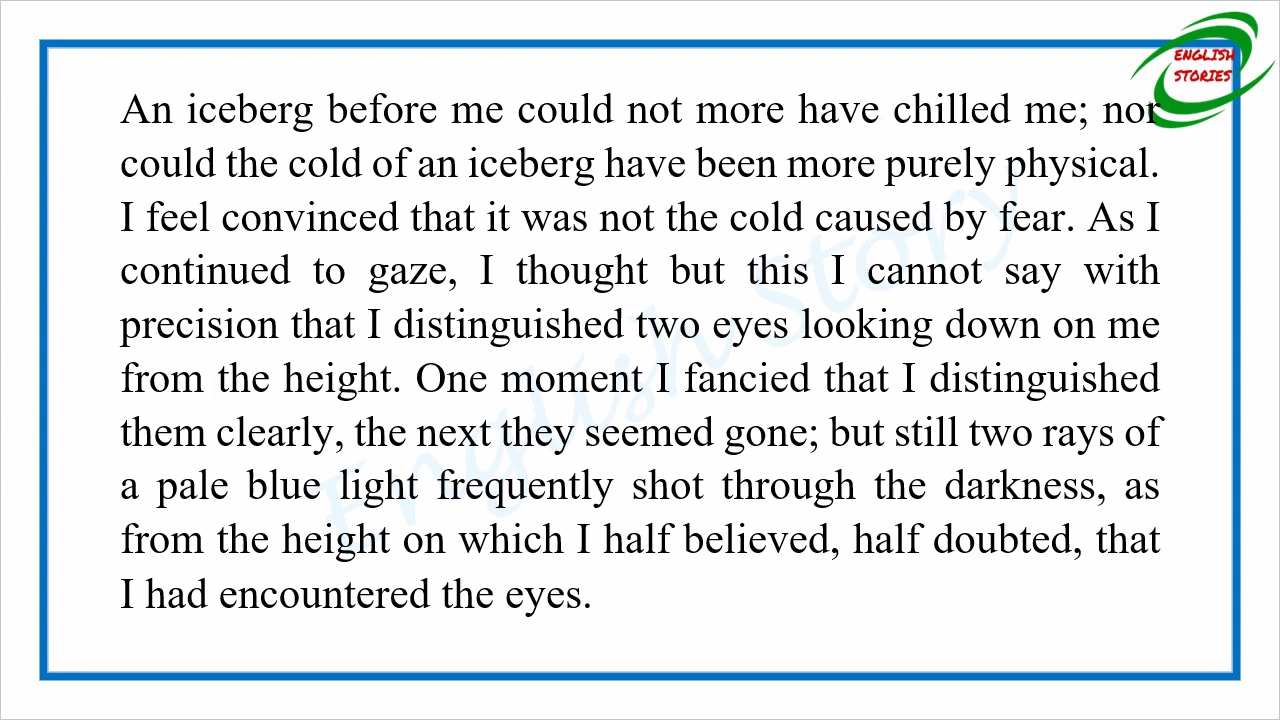 ENGLISH
STORIES
An iceberg before me could not more have chilled me; nor
could the cold of an iceberg have been more purely physical.
I feel convinced that it was not the cold caused by fear. As I
continued to gaze, I thought but this I cannot say with
precision that I distinguished two eyes looking down on me
from the height. One moment I fancied that I distinguished
them clearly, the next they seemed gone; but still two rays of
a pale blue light frequently shot through the darkness, as
from the height on which I half believed, half doubted, that
I had encountered the eyes.
English Story